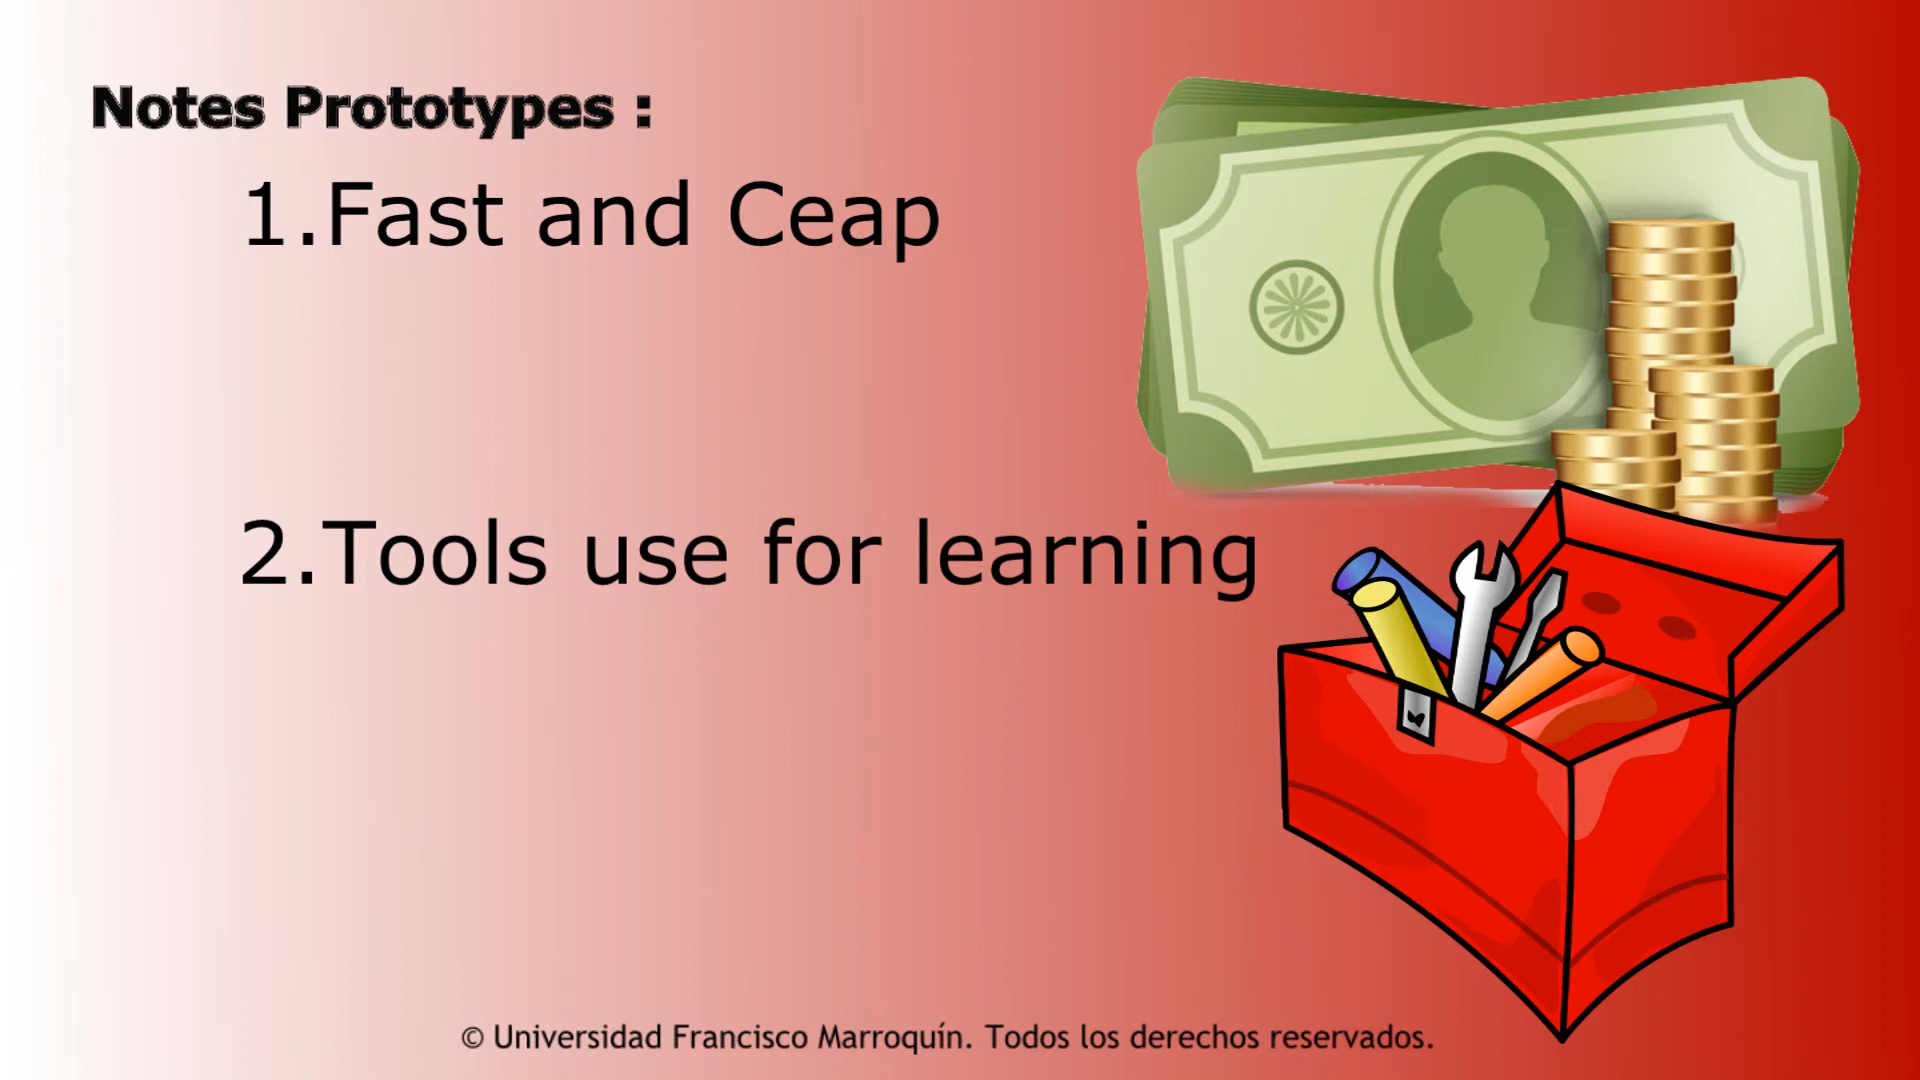 Notes Prototypes :
1.Fast and Ceap
2.Tools use for learning
© Universidad Francisco Marroquín. Todos los derechos reservados.